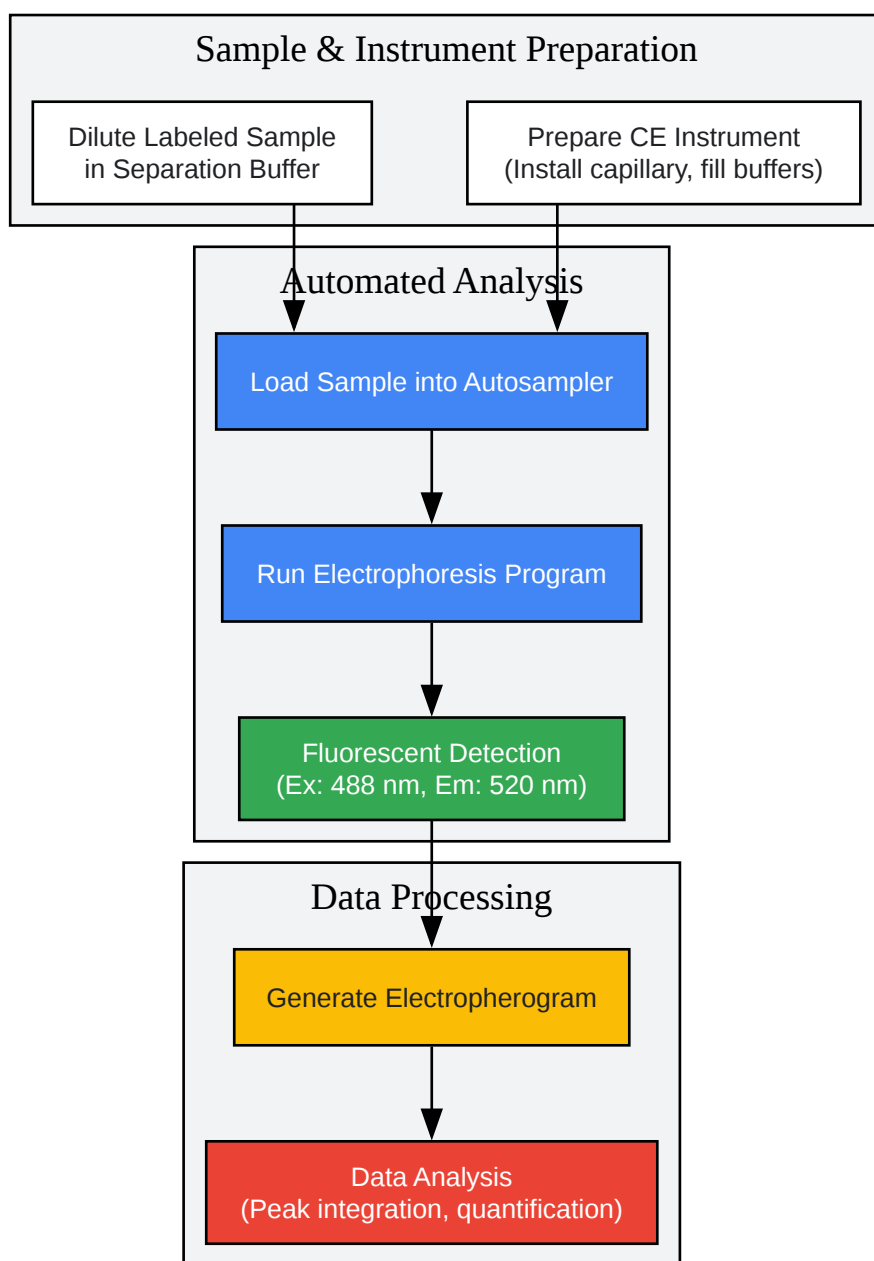 Sample & Instrument Preparation
Dilute Labeled Sample
in Separation Buffer
Prepare CE Instrument
(Install capillary, fill buffers)
Automated Analysis
Load Sample into Autosampler
Run Electrophoresis Program
Fluorescent Detection
(Ex: 488 nm, Em: 520 nm)
Data Processing
Generate Electropherogram
Data Analysis
(Peak integration, quantification)